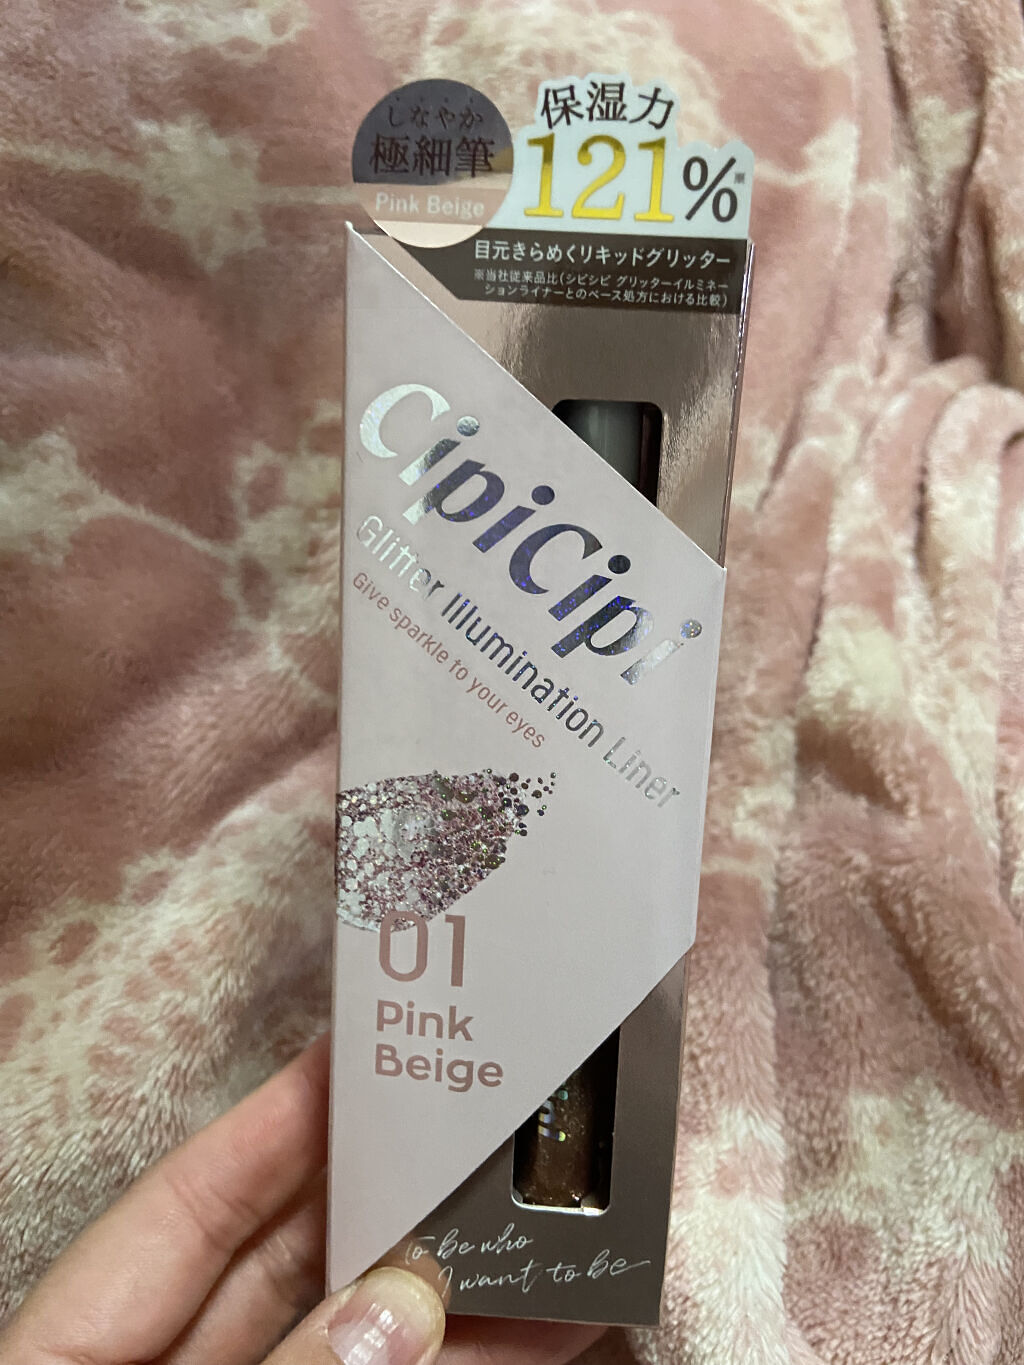 しなやか
極細筆
Pink Beige
保湿力
121%※
目元きらめくリキッドグリッター
※当社従来品比(シピシピ グリッターイルミネー
ションライナーとのベース処方における比較)
CipiCipi
Glitter Illumination Liner
Give sparkle to your eyes
01
Pink
Beige
To be who
I want to be